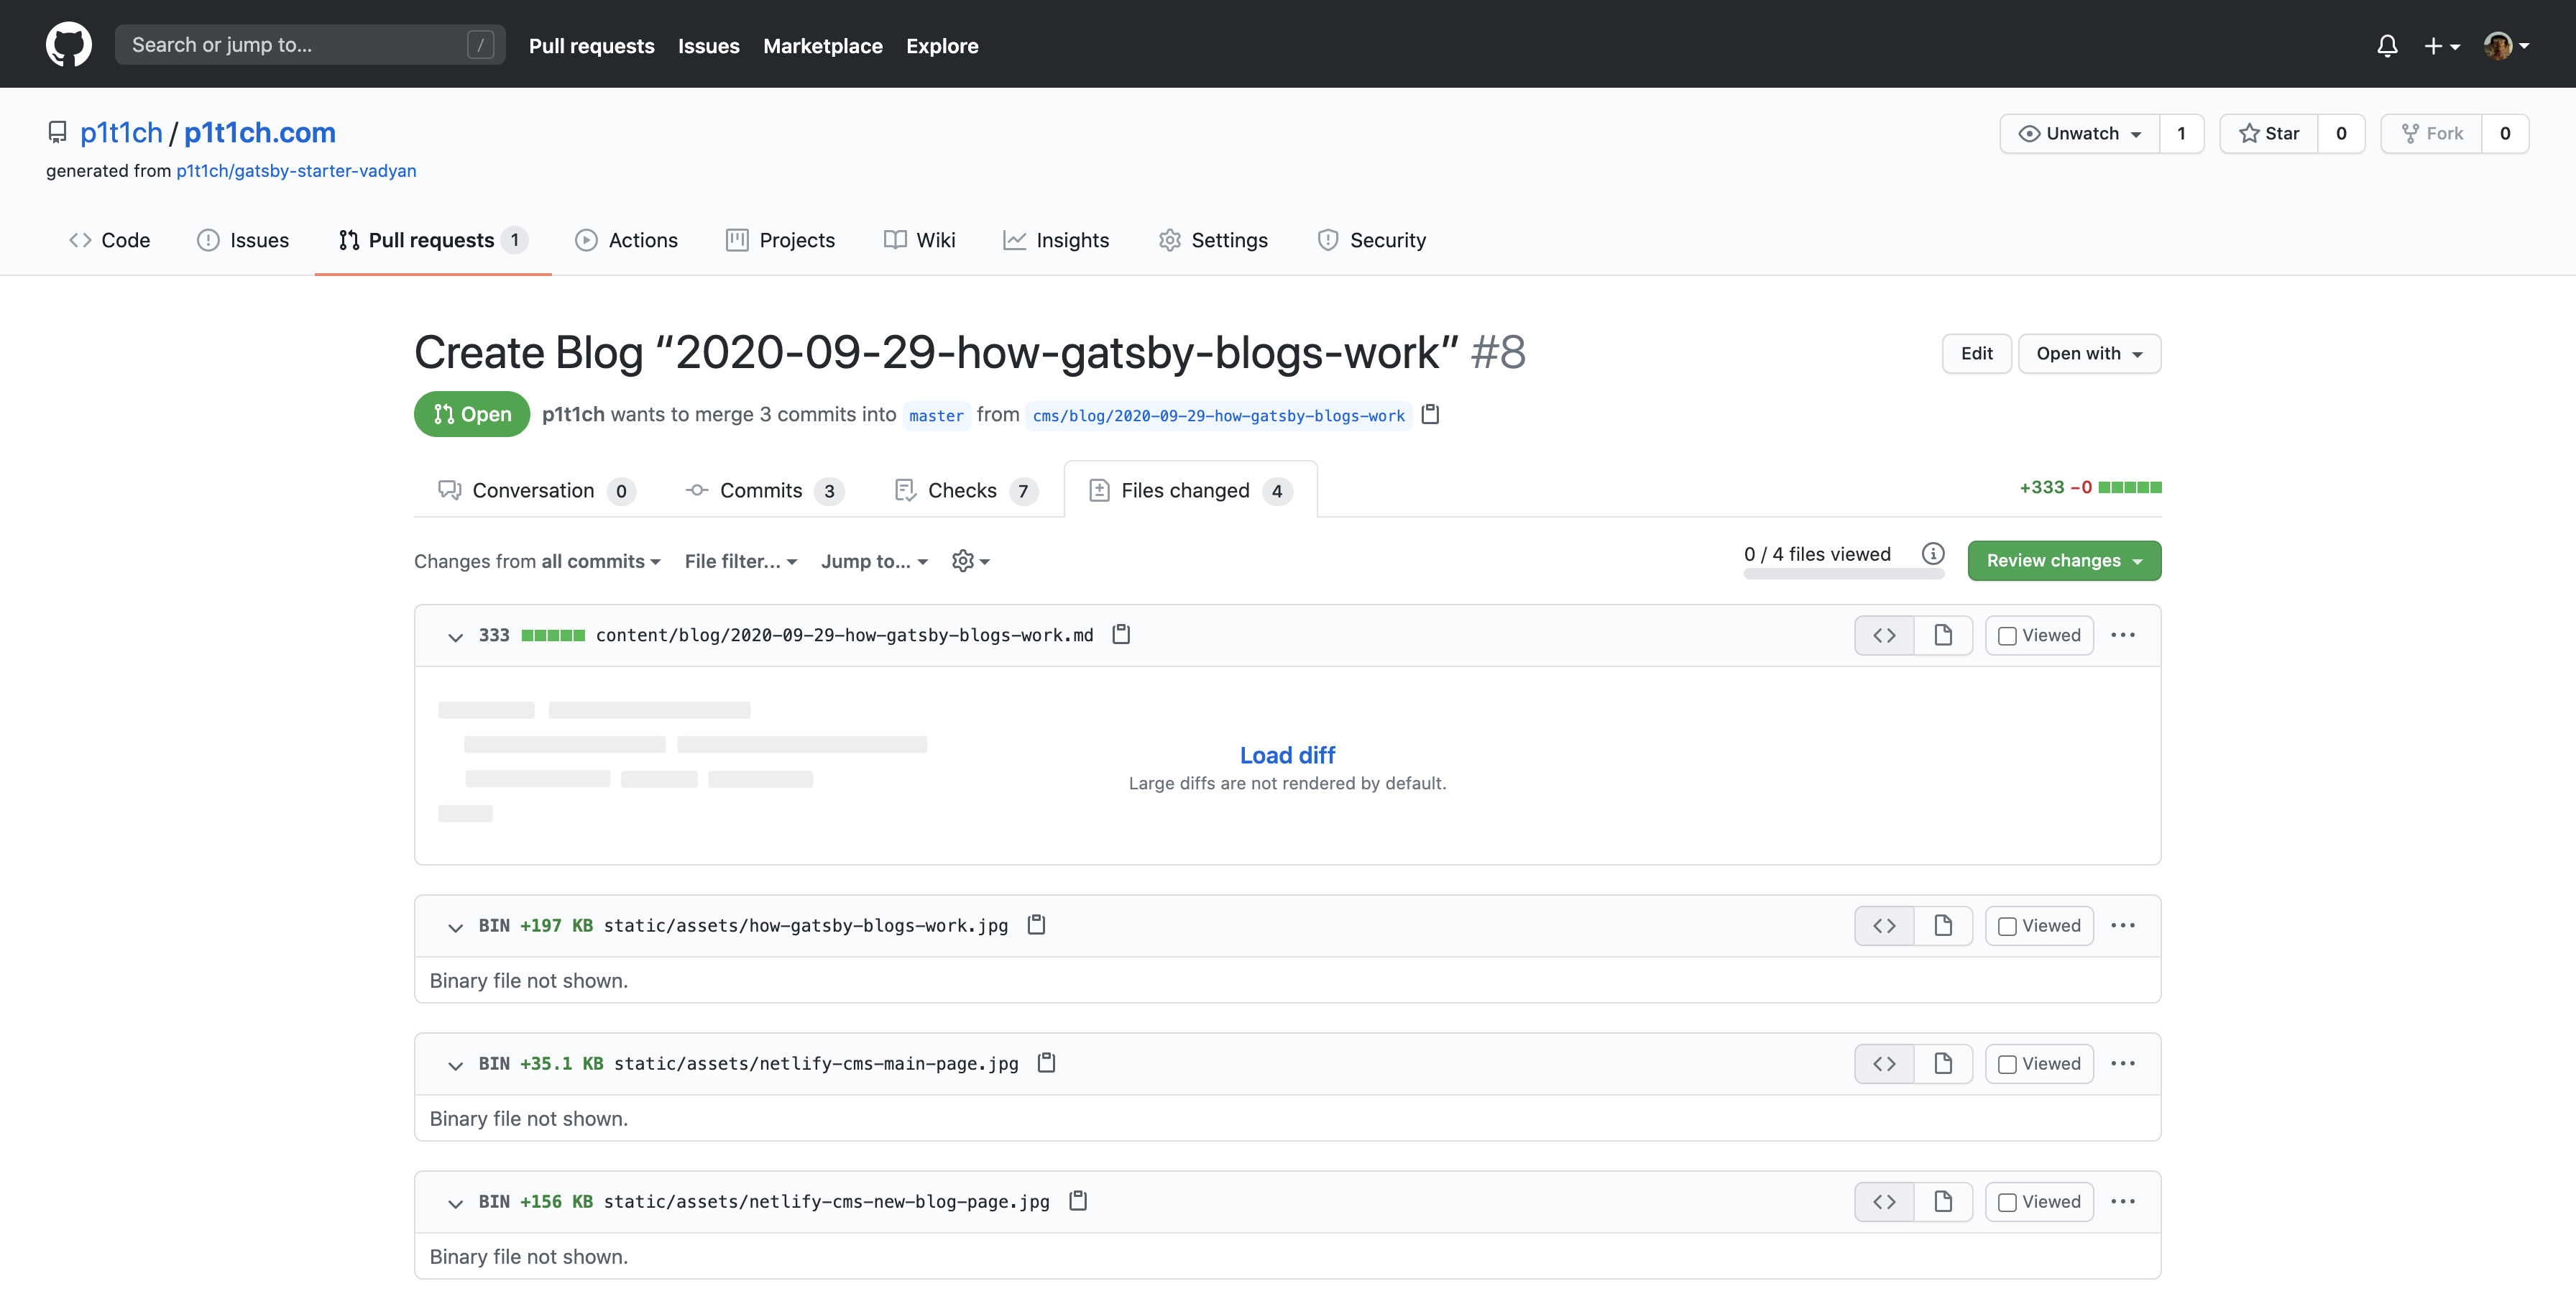 Search or jump to... /
Pull requests Issues Marketplace Explore
p1t1ch / p1t1ch.com
Unwatch 1 Star 0 Fork 0
generated from p1t1ch/gatsby-starter-vadyan
Code Issues Pull requests 1 Actions Projects Wiki Insights Settings Security
Create Blog “2020-09-29-how-gatsby-blogs-work” #8
Edit Open with
Open p1t1ch wants to merge 3 commits into master from cms/blog/2020-09-29-how-gatsby-blogs-work
Conversation 0 Commits 3 Checks 7 Files changed 4
+333 −0
Changes from all commits File filter... Jump to...
0 / 4 files viewed
Review changes
333 content/blog/2020-09-29-how-gatsby-blogs-work.md
Viewed
Load diff
Large diffs are not rendered by default.
BIN +197 KB static/assets/how-gatsby-blogs-work.jpg
Viewed
Binary file not shown.
BIN +35.1 KB static/assets/netlify-cms-main-page.jpg
Viewed
Binary file not shown.
BIN +156 KB static/assets/netlify-cms-new-blog-page.jpg
Viewed
Binary file not shown.